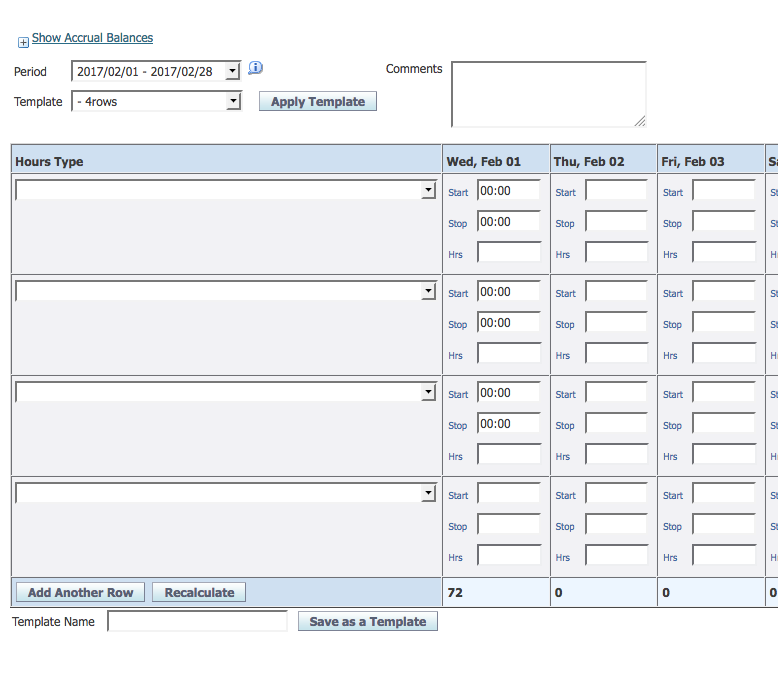 Show Accrual Balances
Period 2017/02/01 - 2017/02/28 Comments
Template - 4rows Apply Template
Hours Type Wed, Feb 01 Thu, Feb 02 Fri, Feb 03 Sa
Start 00:00 Start Start St
Stop 00:00 Stop Stop St
Hrs Hrs Hrs H
Start 00:00 Start Start St
Stop 00:00 Stop Stop St
Hrs Hrs Hrs H
Start 00:00 Start Start St
Stop 00:00 Stop Stop St
Hrs Hrs Hrs H
Start Start Start St
Stop Stop Stop St
Hrs Hrs Hrs H
Add Another Row Recalculate 72 0 0 0
Template Name Save as a Template